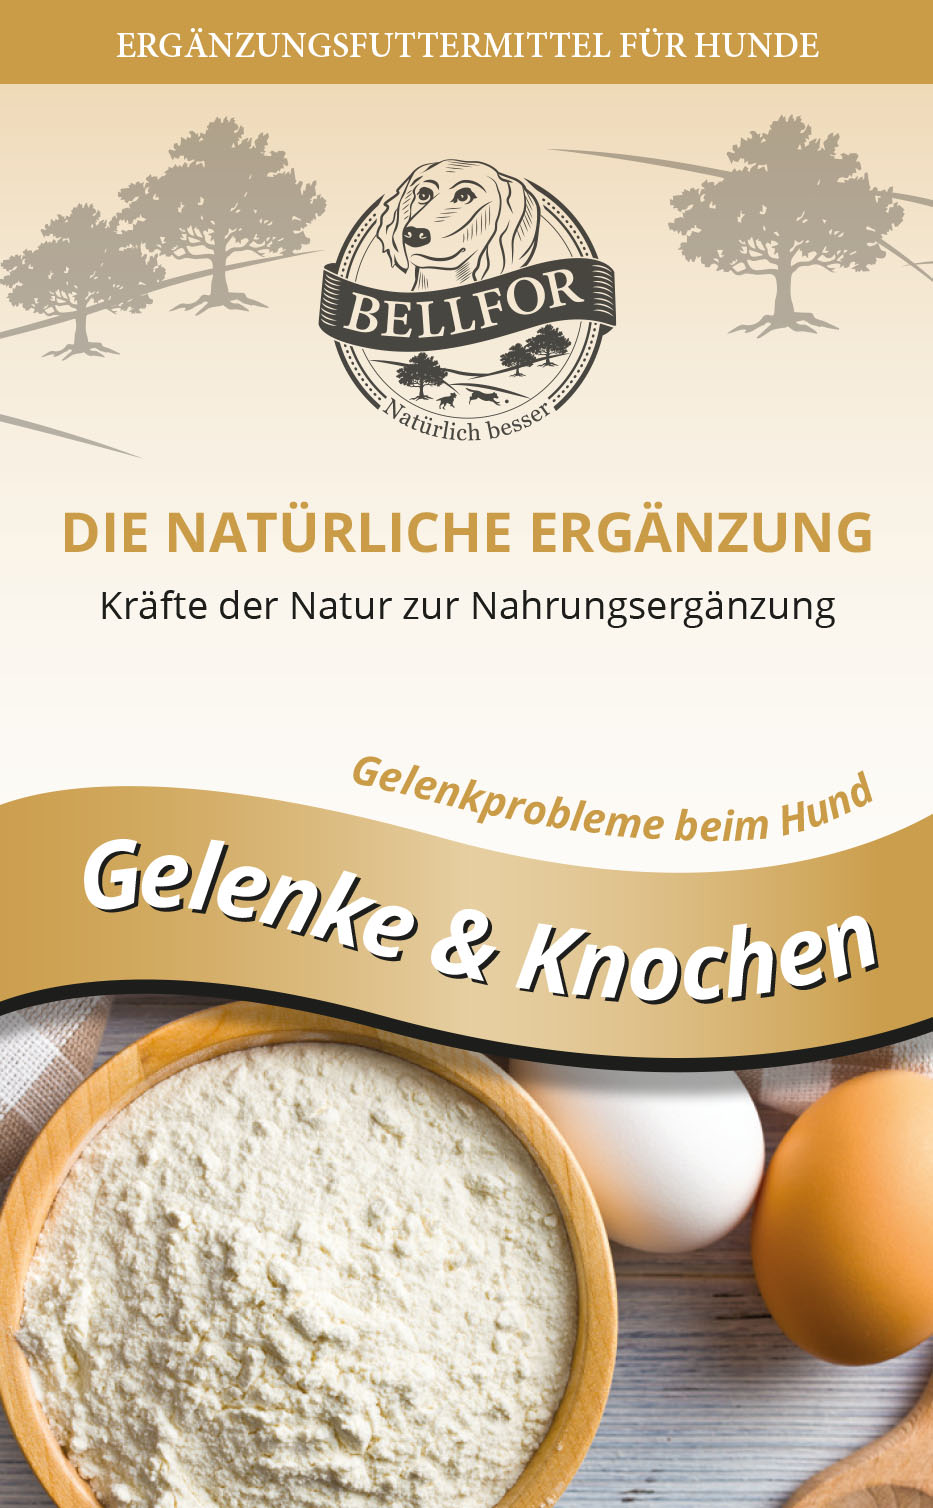 ERGÄNZUNGSFUTTERMITTEL FÜR HUNDE
BELLFOR
Natürlich besser
DIE NATÜRLICHE ERGÄNZUNG
Kräfte der Natur zur Nahrungsergänzung
Gelenkprobleme beim Hund
Gelenke & Knochen